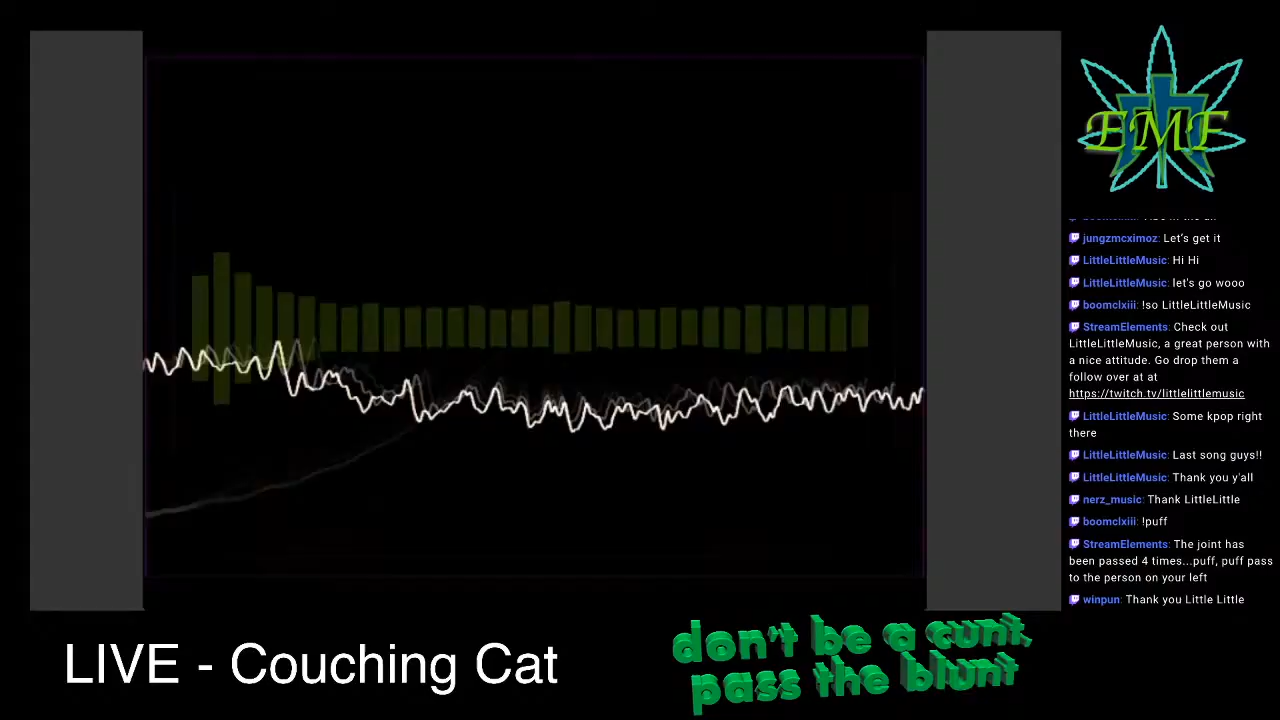 EMF
jungzmcximoz: Let's get it
LittleLittleMusic: Hi Hi
LittleLittleMusic: let's go wooo
boomclxiii: !so LittleLittleMusic
StreamElements: Check out
LittleLittleMusic, a great person with
a nice attitude. Go drop them a
follow over at at
https://twitch.tv/littlelittlemusic
LittleLittleMusic: Some kpop right
there
LittleLittleMusic: Last song guys!!
LittleLittleMusic: Thank you y'all
nerz_music: Thank LittleLittle
boomclxiii: !puff
StreamElements: The joint has
been passed 4 times...puff, puff pass
to the person on your left
winpun: Thank you Little Little
LIVE - Couching Cat
don't be a cunt,
pass the blunt